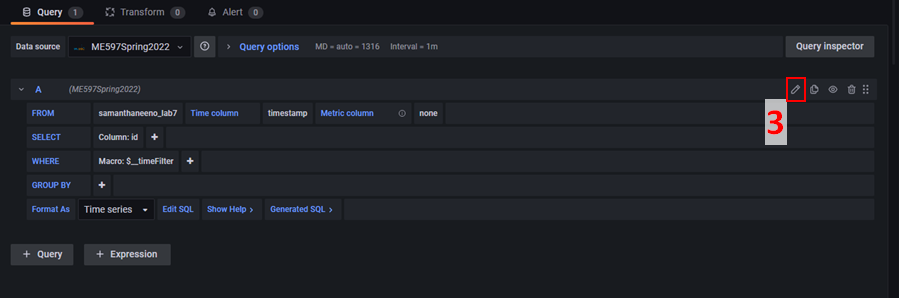 Query 1 Transform 0 Alert 0
Data source ME597Spring2022 Query options MD = auto = 1316 Interval = 1m Query inspector
A (ME597Spring2022)
3
FROM samanthaneeno_lab7 Time column timestamp Metric column none
SELECT Column: id +
WHERE Macro: $__timeFilter +
GROUP BY +
Format As Time series Edit SQL Show Help > Generated SQL >
+ Query + Expression